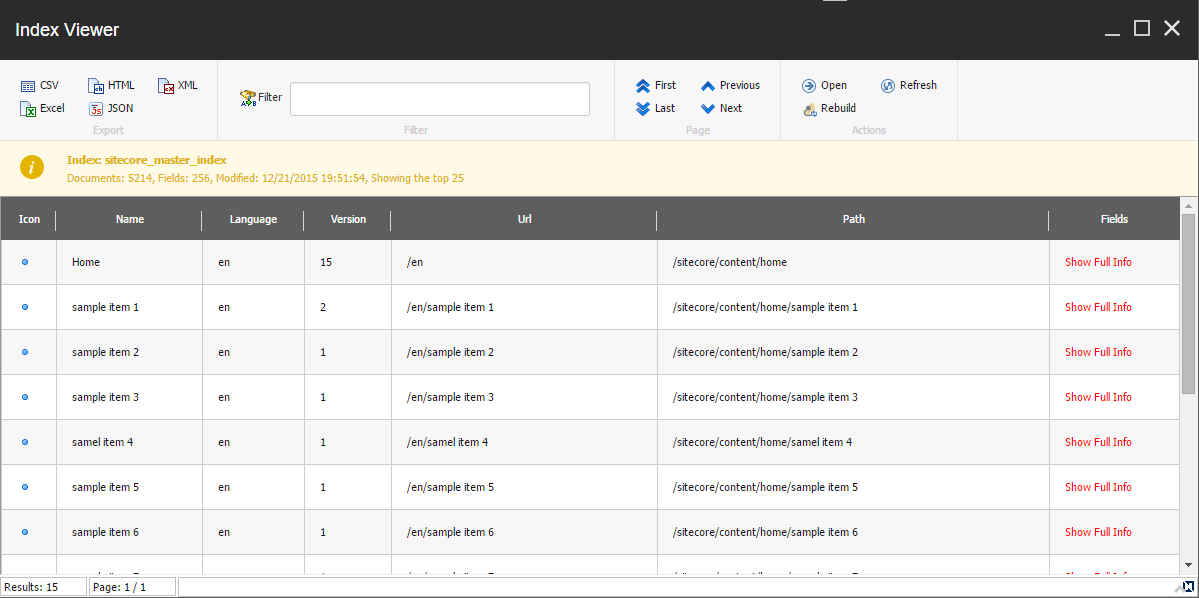 Index Viewer
CSV HTML XML
Excel JSON
Export
Filter
Filter
First Previous
Last Next
Page
Open Refresh
Rebuild
Actions
Index: sitecore_master_index
Documents: 5214, Fields: 256, Modified: 12/21/2015 19:51:54, Showing the top 25
Icon Name Language Version Url Path Fields
Home en 15 /en /sitecore/content/home Show Full Info
sample item 1 en 2 /en/sample item 1 /sitecore/content/home/sample item 1 Show Full Info
sample item 2 en 1 /en/sample item 2 /sitecore/content/home/sample item 2 Show Full Info
sample item 3 en 1 /en/sample item 3 /sitecore/content/home/sample item 3 Show Full Info
samel item 4 en 1 /en/samel item 4 /sitecore/content/home/samel item 4 Show Full Info
sample item 5 en 1 /en/sample item 5 /sitecore/content/home/sample item 5 Show Full Info
sample item 6 en 1 /en/sample item 6 /sitecore/content/home/sample item 6 Show Full Info
Results: 15 Page: 1 / 1